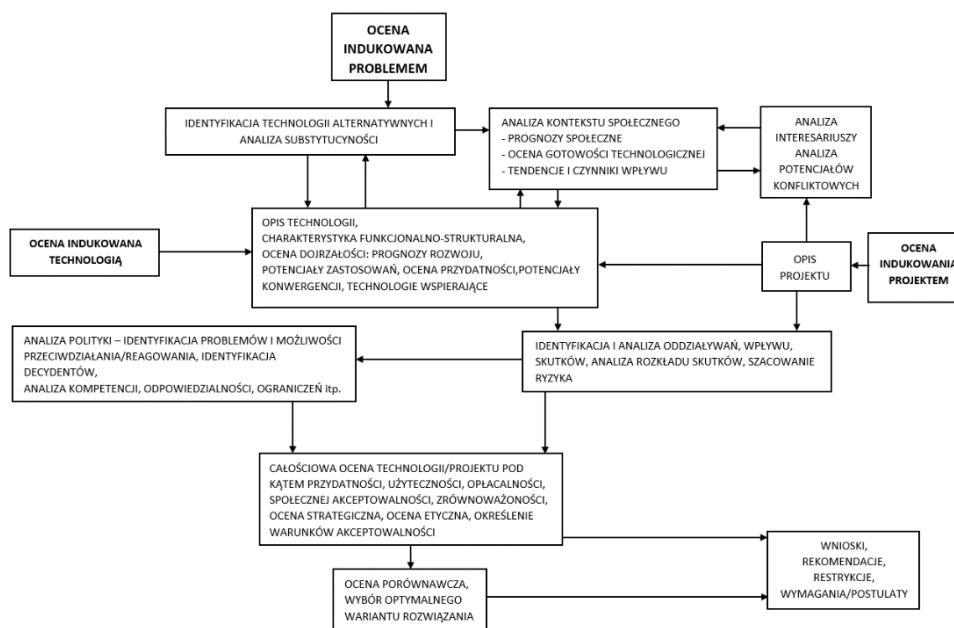 OCENA
INDUKOWANA
PROBLEMEM
IDENTYFIKACJA TECHNOLOGII ALTERNATYWNYCH I
ANALIZA SUBSTYTUCYJNOŚCI
ANALIZA KONTEKSTU SPOŁECZNEGO
- PROGNOZY SPOŁECZNE
- OCENA GOTOWOŚCI TECHNOLOGICZNEJ
- TENDENCJE I CZYNNIKI WPŁYWU
ANALIZA
INTERESARIUSZY
ANALIZA
POTENCJAŁÓW
KONFLIKTOWYCH
OCENA INDUKOWANA
TECHNOLOGIĄ
OPIS TECHNOLOGII,
CHARAKTERYSTYKA FUNKCJONALNO-STRUKTURALNA,
OCENA DOJRZAŁOŚCI: PROGNOZY ROZWOJU,
POTENCJAŁY ZASTOSOWAŃ, OCENA PRZYDATNOŚCI,POTENCJAŁY
KONWERGENCJI, TECHNOLOGIE WSPIERAJĄCE
OPIS
PROJEKTU
OCENA
INDUKOWANIA
PROJEKTEM
ANALIZA POLITYKI – IDENTYFIKACJA PROBLEMÓW I MOŻLIWOŚCI
PRZECIWDZIAŁANIA/REAGOWANIA, IDENTYFIKACJA
DECYDENTÓW,
ANALIZA KOMPETENCJI, ODPOWIEDZIALNOŚCI, OGRANICZEŃ itp.
IDENTYFIKACJA I ANALIZA ODDZIAŁYWAŃ, WPŁYWU,
SKUTKÓW, ANALIZA ROZKŁADU SKUTKÓW, SZACOWANIE
RYZYKA
CAŁOŚCIOWA OCENA TECHNOLOGII/PROJEKTU POD
KĄTEM PRZYDATNOŚCI, UŻYTECZNOŚCI, OPŁACALNOŚCI,
SPOŁECZNEJ AKCEPTOWALNOŚCI, ZRÓWNOWAŻONOŚCI,
OCENA STRATEGICZNA, OCENA ETYCZNA, OKREŚLENIE
WARUNKÓW AKCEPTOWALNOŚCI
WNIOSKI,
REKOMENDACJE,
RESTRYKCJE,
WYMAGANIA/POSTULATY
OCENA PORÓWNAWCZA,
WYBÓR OPTYMALNEGO
WARIANTU ROZWIĄZANIA